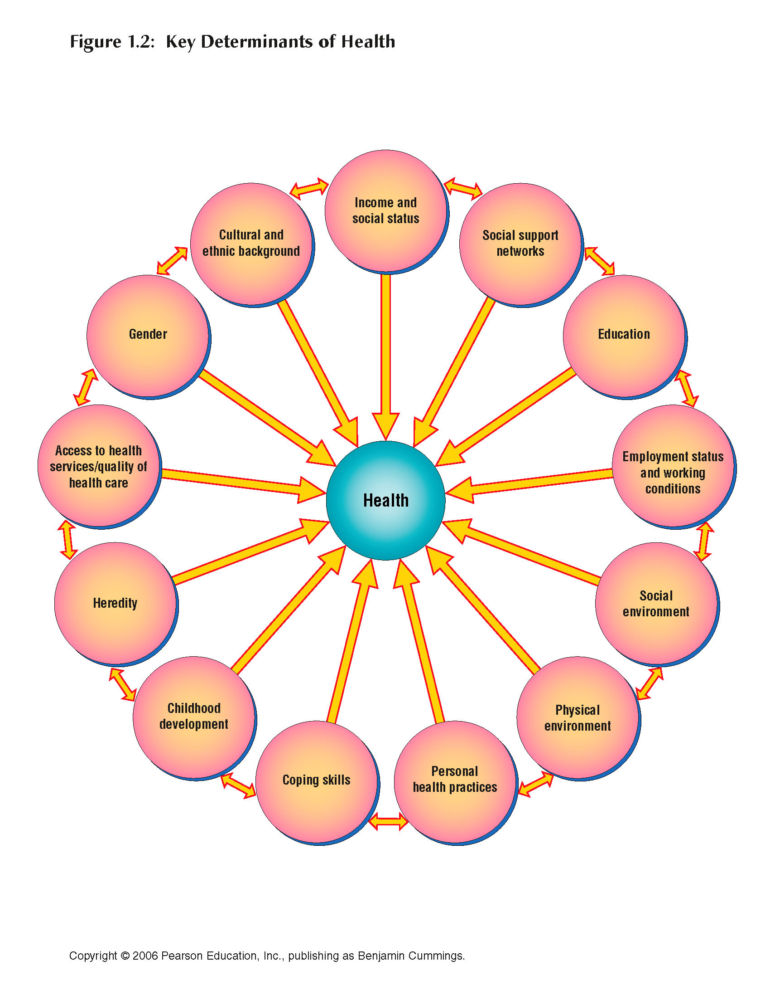 Figure 1.2: Key Determinants of Health
Income and
social status
Social support
networks
Education
Employment status
and working
conditions
Social
environment
Physical
environment
Personal
health practices
Coping skills
Childhood
development
Heredity
Access to health
services/quality of
health care
Gender
Cultural and
ethnic background
Health
Copyright © 2006 Pearson Education, Inc., publishing as Benjamin Cummings.